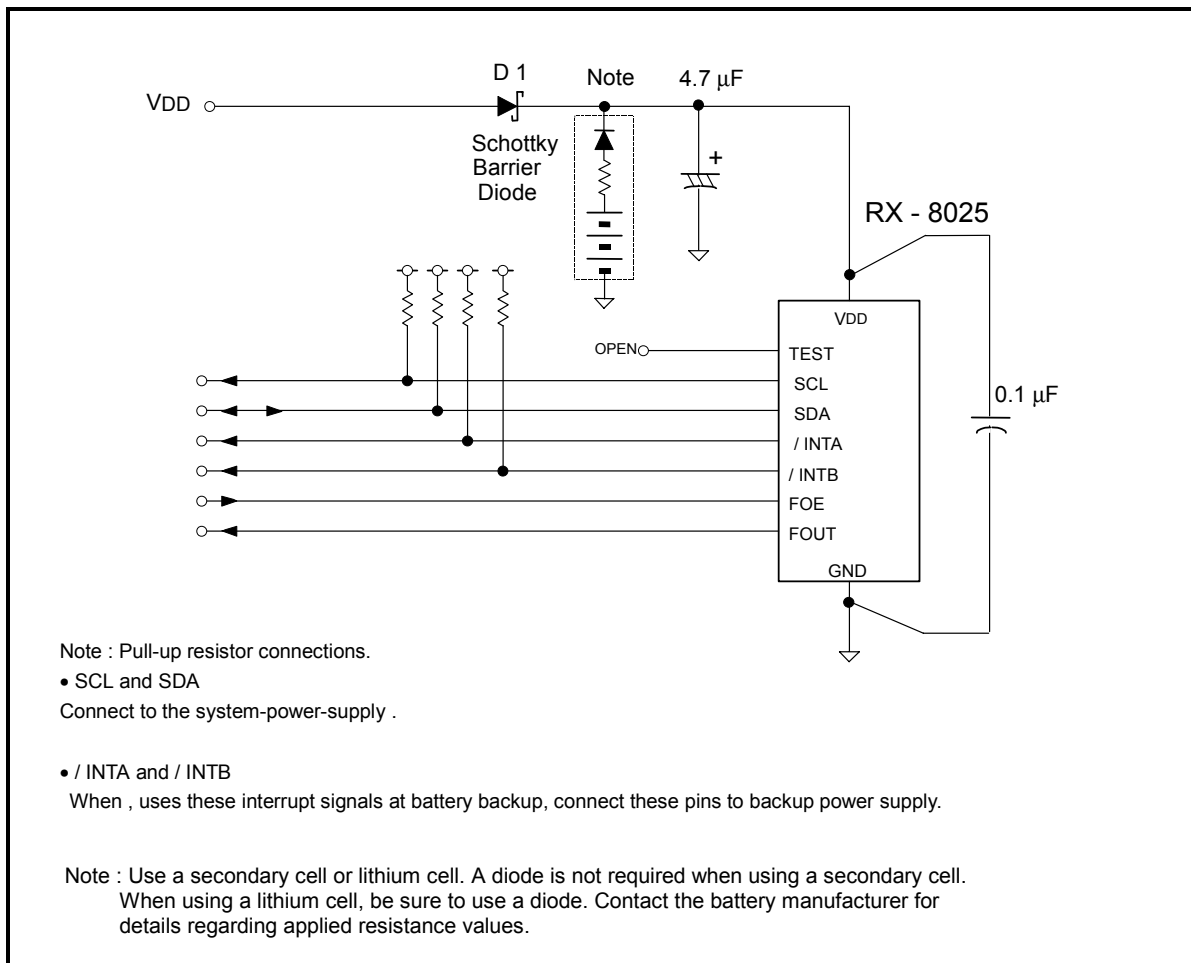 D 1
Note
4.7 μF
VDD
Schottky
Barrier
Diode
+
RX - 8025
VDD
OPEN
TEST
SCL
0.1 μF
SDA
/ INTA
/ INTB
FOE
FOUT
GND
Note : Pull-up resistor connections.
• SCL and SDA
Connect to the system-power-supply .
• / INTA and / INTB
When , uses these interrupt signals at battery backup, connect these pins to backup power supply.
Note : Use a secondary cell or lithium cell. A diode is not required when using a secondary cell.
When using a lithium cell, be sure to use a diode. Contact the battery manufacturer for
details regarding applied resistance values.